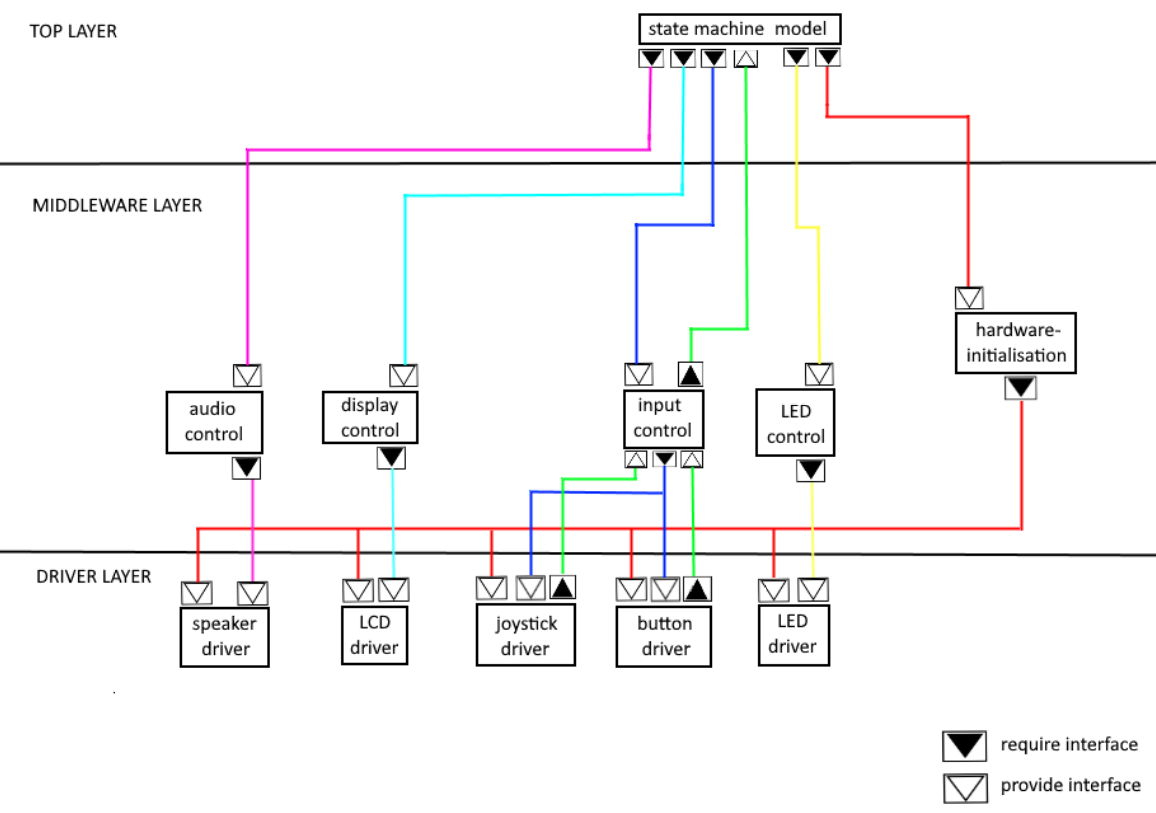 TOP LAYER
state machine model
MIDDLEWARE LAYER
hardware-
initialisation
audio
control
display
control
input
control
LED
control
DRIVER LAYER
speaker
driver
LCD
driver
joystick
driver
button
driver
LED
driver
require interface
provide interface